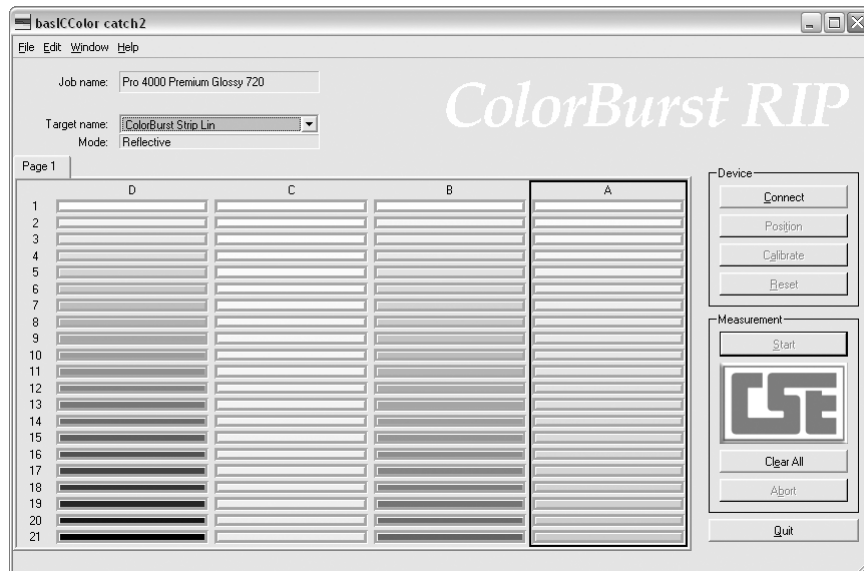 basICColor catch2
File Edit Window Help
Job name: Pro 4000 Premium Glossy 720
ColorBurst RIP
Target name: ColorBurst Strip Lin
Mode: Reflective
Page 1
D C B A
1
2
3
4
5
6
7
8
9
10
11
12
13
14
15
16
17
18
19
20
21
Device
Connect
Position
Calibrate
Reset
Measurement
Start
CSE
Clear All
Abort
Quit